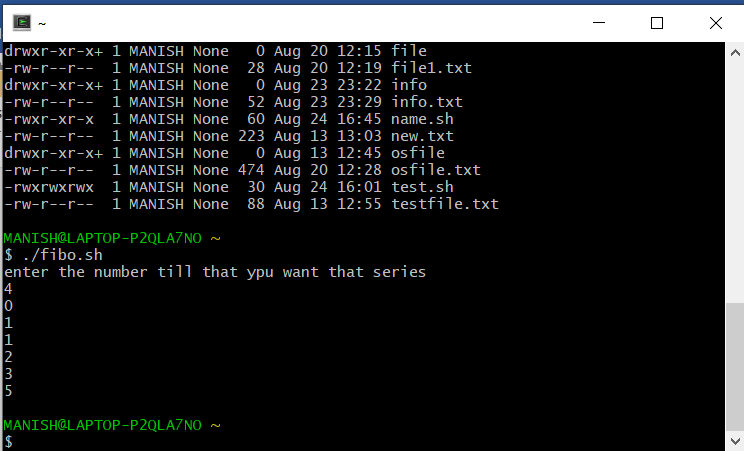 ~
drwxr-xr-x+ 1 MANISH None   0 Aug 20 12:15 file
-rw-r--r--  1 MANISH None  28 Aug 20 12:19 file1.txt
drwxr-xr-x+ 1 MANISH None   0 Aug 23 23:22 info
-rw-r--r--  1 MANISH None  52 Aug 23 23:29 info.txt
-rwxr-xr-x  1 MANISH None  60 Aug 24 16:45 name.sh
-rw-r--r--  1 MANISH None 223 Aug 13 13:03 new.txt
drwxr-xr-x+ 1 MANISH None   0 Aug 13 12:45 osfile
-rw-r--r--  1 MANISH None 474 Aug 20 12:28 osfile.txt
-rwxrwxrwx  1 MANISH None  30 Aug 24 16:01 test.sh
-rw-r--r--  1 MANISH None  88 Aug 13 12:55 testfile.txt
MANISH@LAPTOP-P2QLA7NO ~
$ ./fibo.sh
enter the number till that ypu want that series
4
0
1
1
2
3
5
MANISH@LAPTOP-P2QLA7NO ~
$